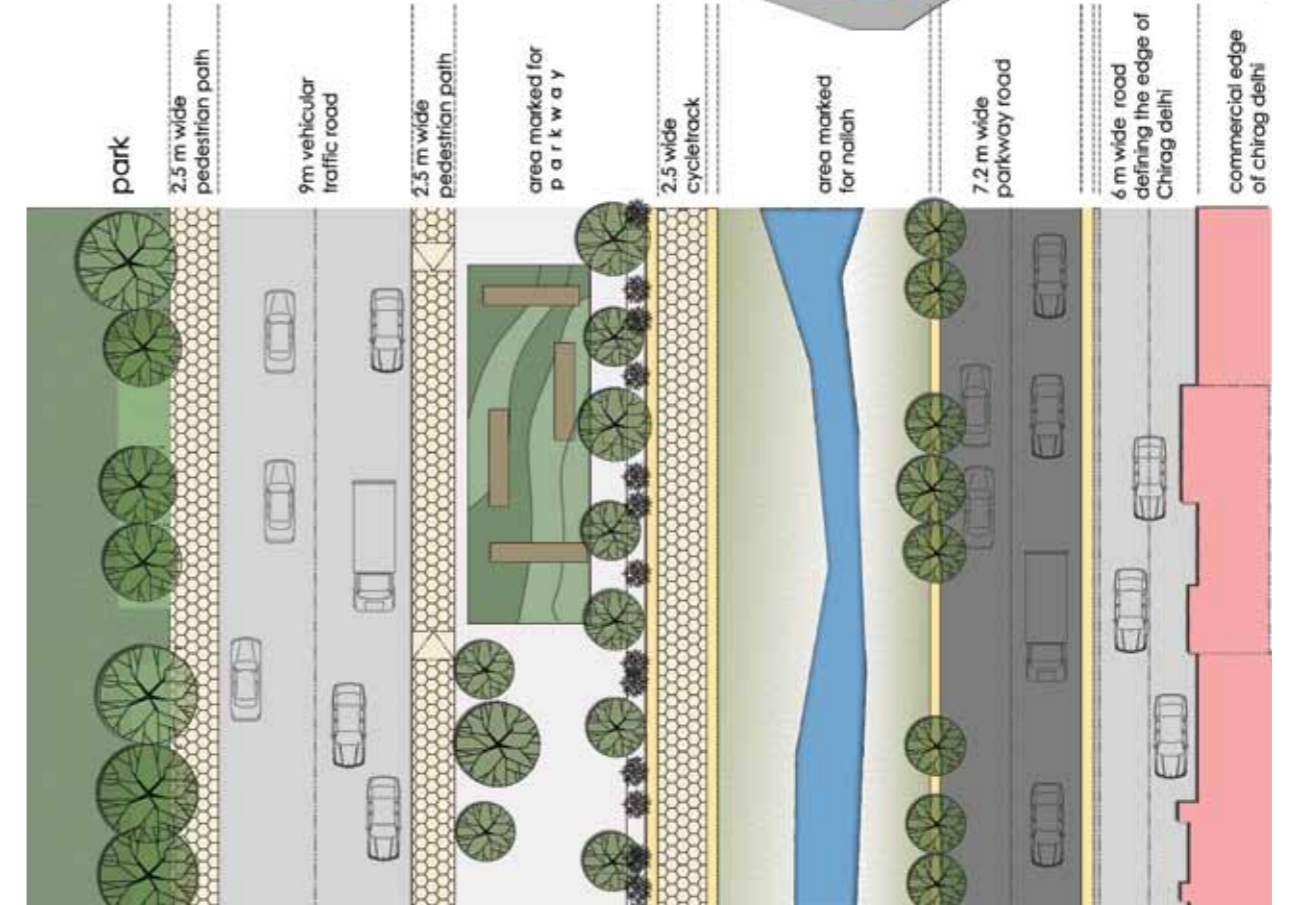 park
2.5 m wide
pedestrian path
9m vehicular
traffic road
2.5 m wide
pedestrian path
area marked for
p a r k w a y
2.5 wide
cycletrack
area marked
for nallah
7.2 m wide
parkway road
6 m wide road
defining the edge of
Chirag delhi
commercial edge
of chirag delhi